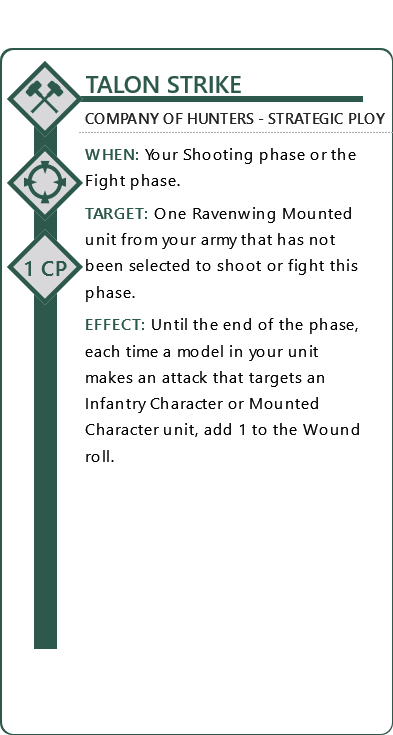 TALON STRIKE
COMPANY OF HUNTERS - STRATEGIC PLOY
WHEN: Your Shooting phase or the
Fight phase.
TARGET: One Ravenwing Mounted
unit from your army that has not
been selected to shoot or fight this
phase.
1 CP
EFFECT: Until the end of the phase,
each time a model in your unit
makes an attack that targets an
Infantry Character or Mounted
Character unit, add 1 to the Wound
roll.